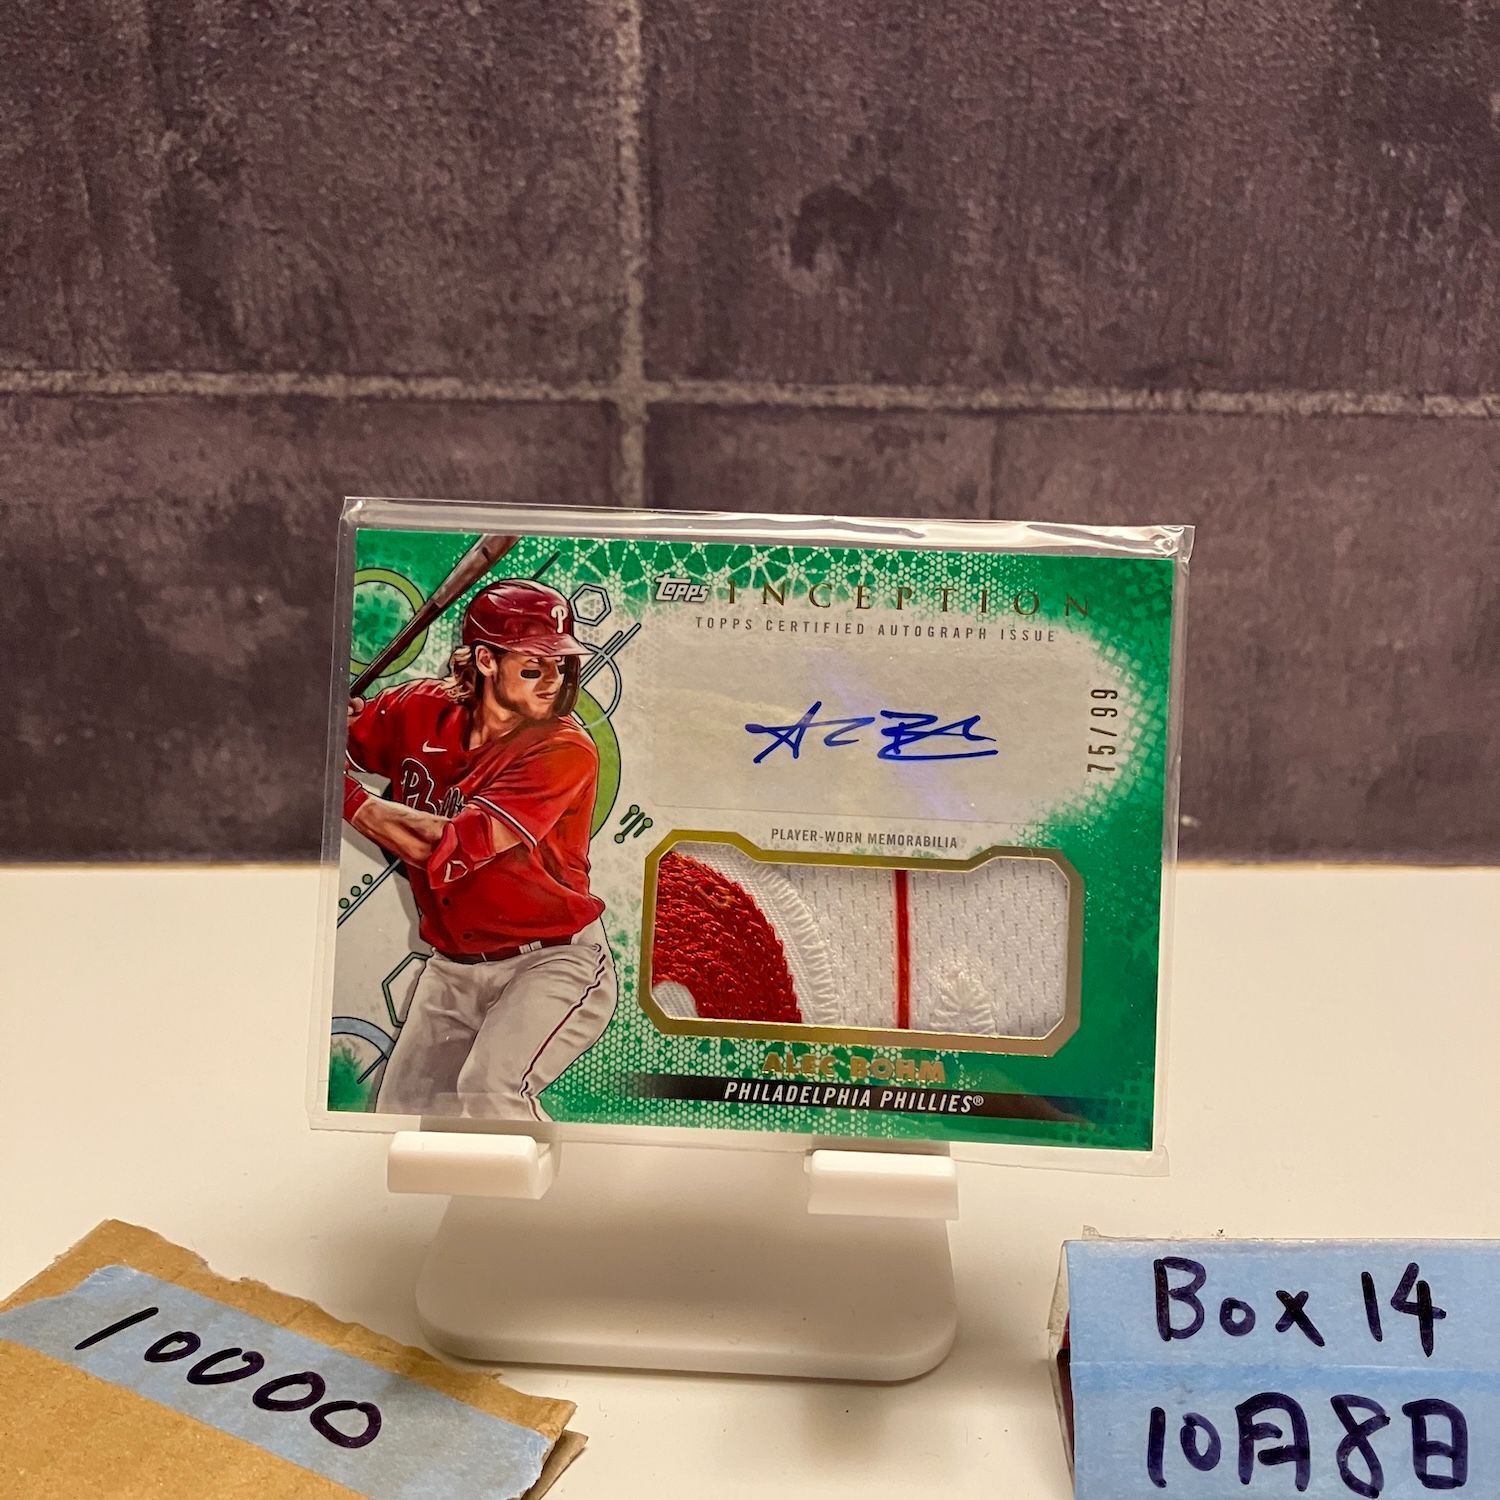 Topps INCEPTION
TOPPS CERTIFIED AUTOGRAPH ISSUE
75/99
P
Phillies
PLAYER-WORN MEMORABILIA
ALEC BOHM
PHILADELPHIA PHILLIES®
10000
Box 14
10月8日